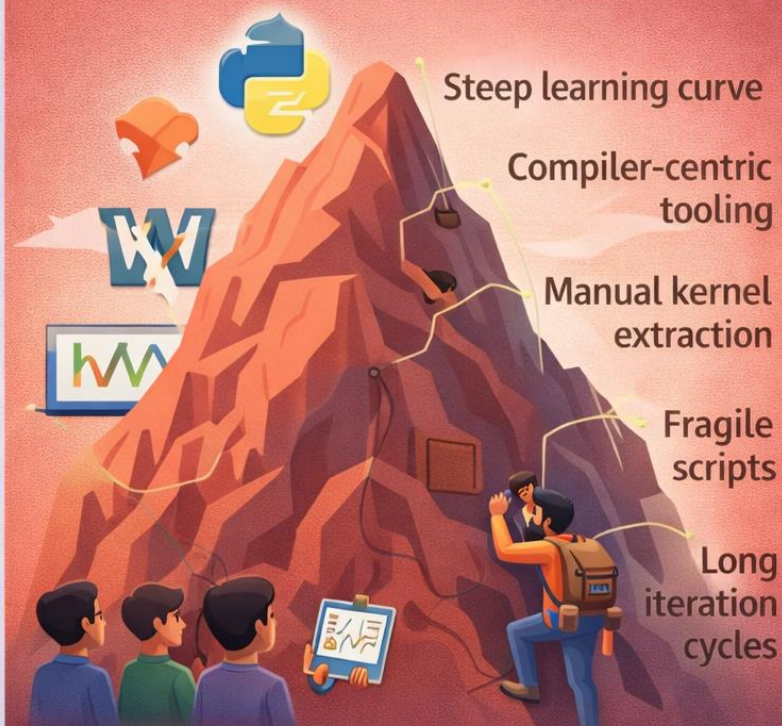 Steep learning curve
Compiler-centric
tooling
Manual kernel
extraction
Fragile
scripts
Long
iteration
cycles
W